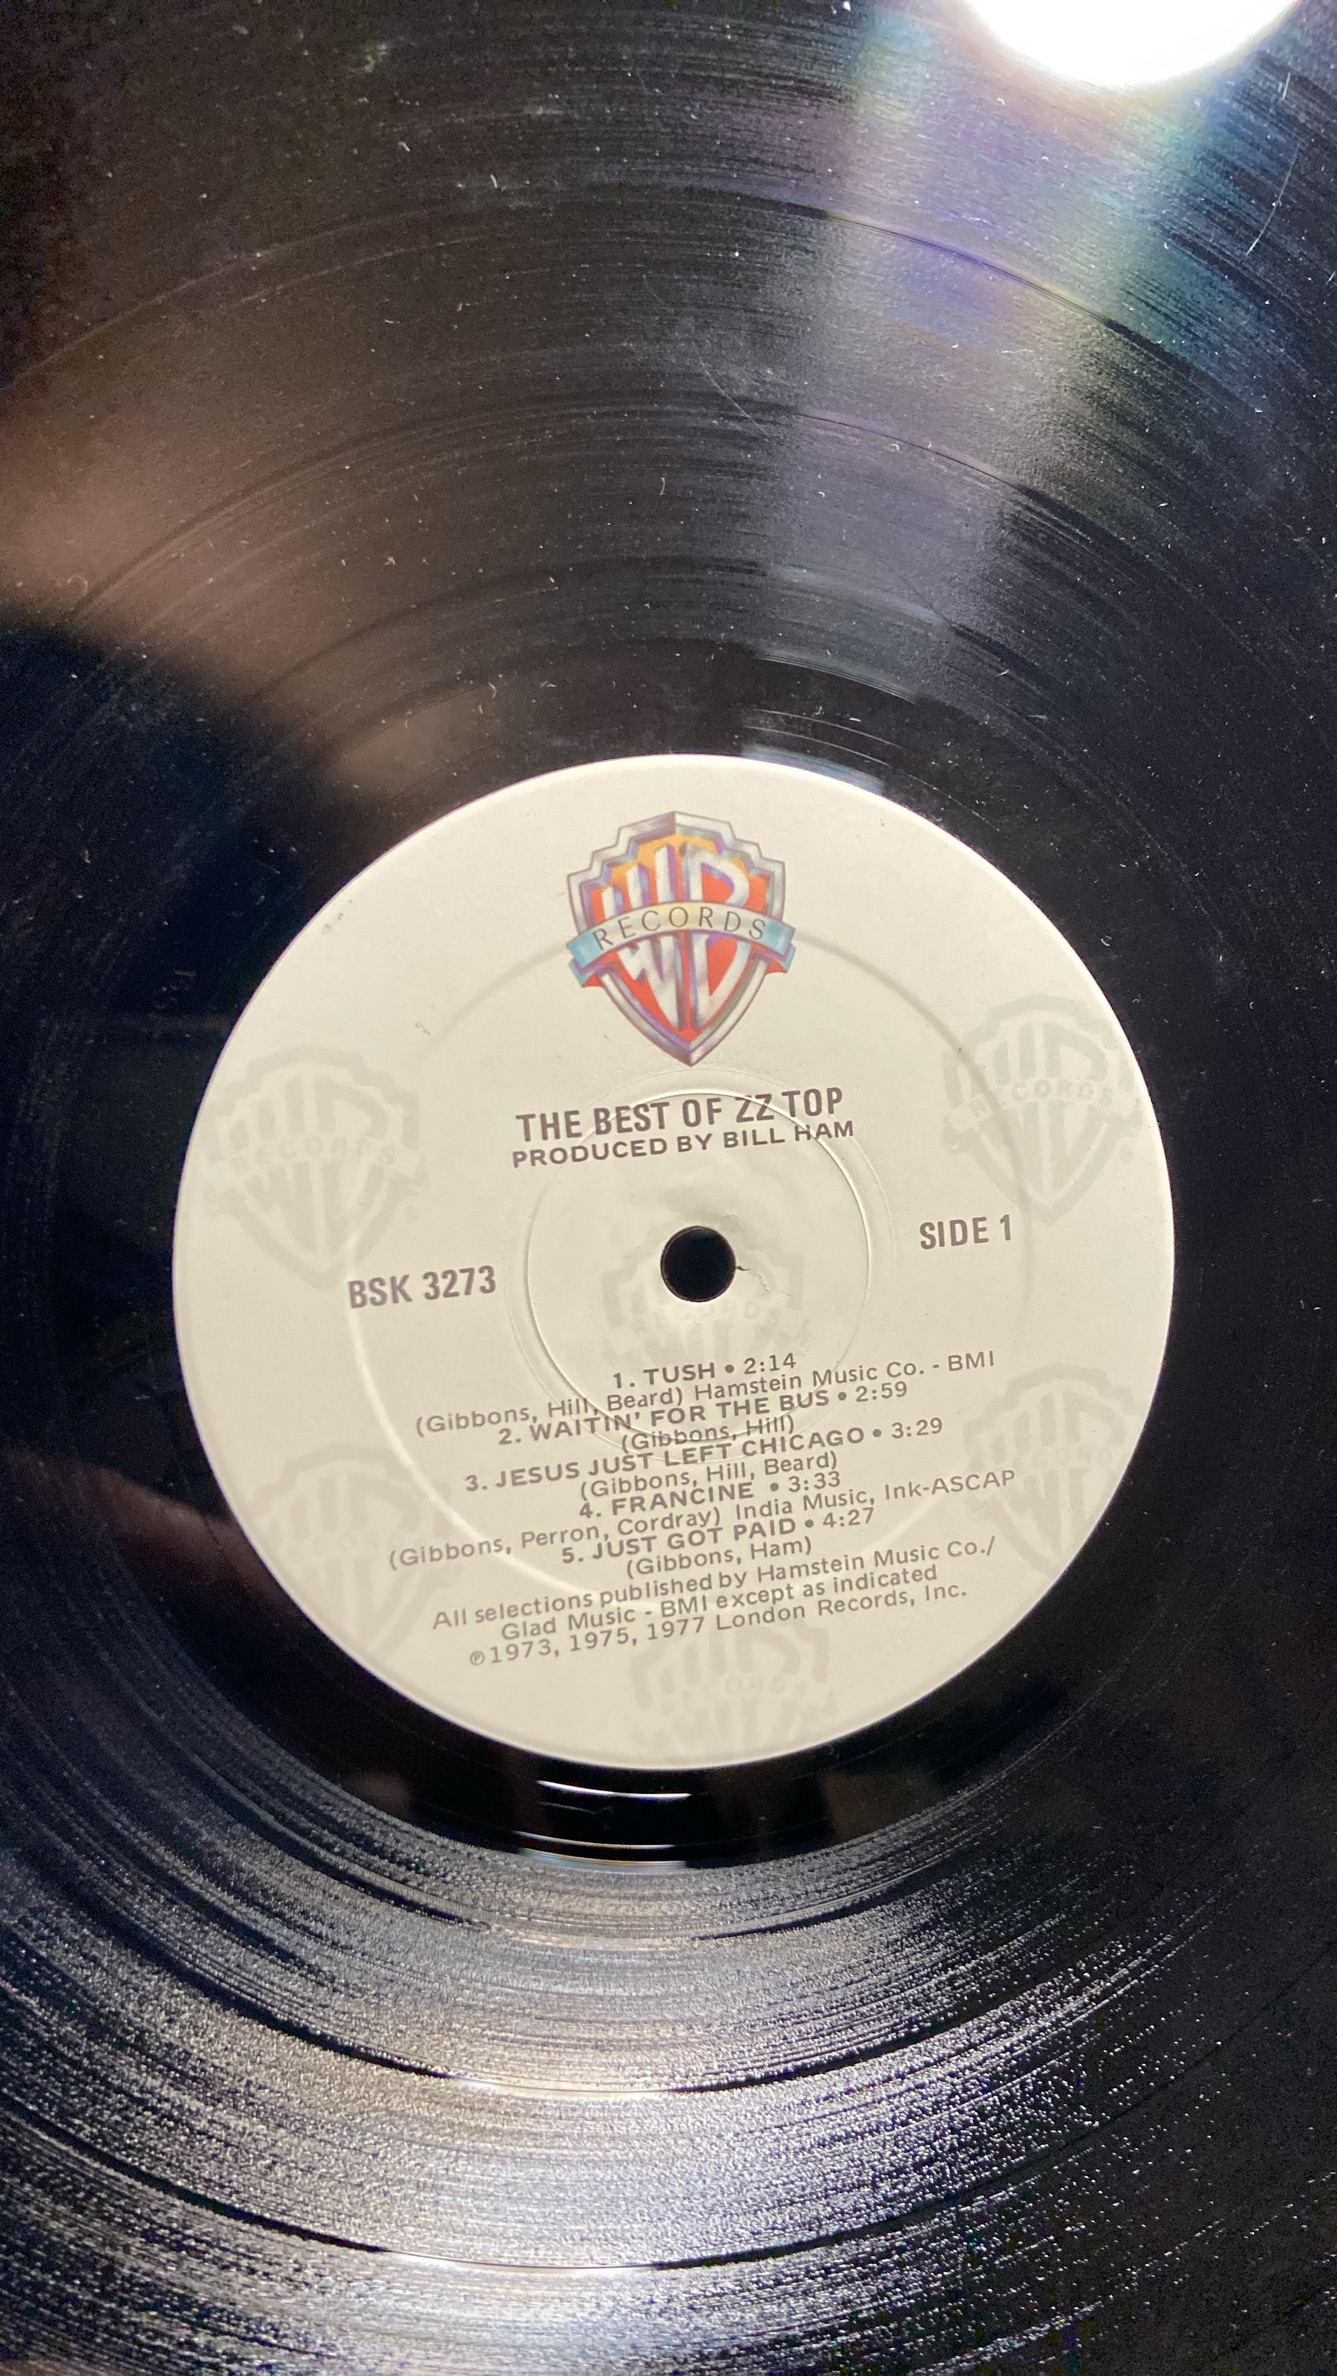 WB
RECORDS
THE BEST OF ZZ TOP
PRODUCED BY BILL HAM
SIDE 1
BSK 3273
1. TUSH • 2:14
(Gibbons, Hill, Beard) Hamstein Music Co. - BMI
2. WAITIN' FOR THE BUS • 2:59
(Gibbons, Hill)
3. JESUS JUST LEFT CHICAGO • 3:29
(Gibbons, Hill, Beard)
4. FRANCINE • 3:33
(Gibbons, Perron, Cordray) India Music, Ink-ASCAP
5. JUST GOT PAID • 4:27
(Gibbons, Ham)
All selections published by Hamstein Music Co./
Glad Music - BMI except as indicated
℗1973, 1975, 1977 London Records, Inc.